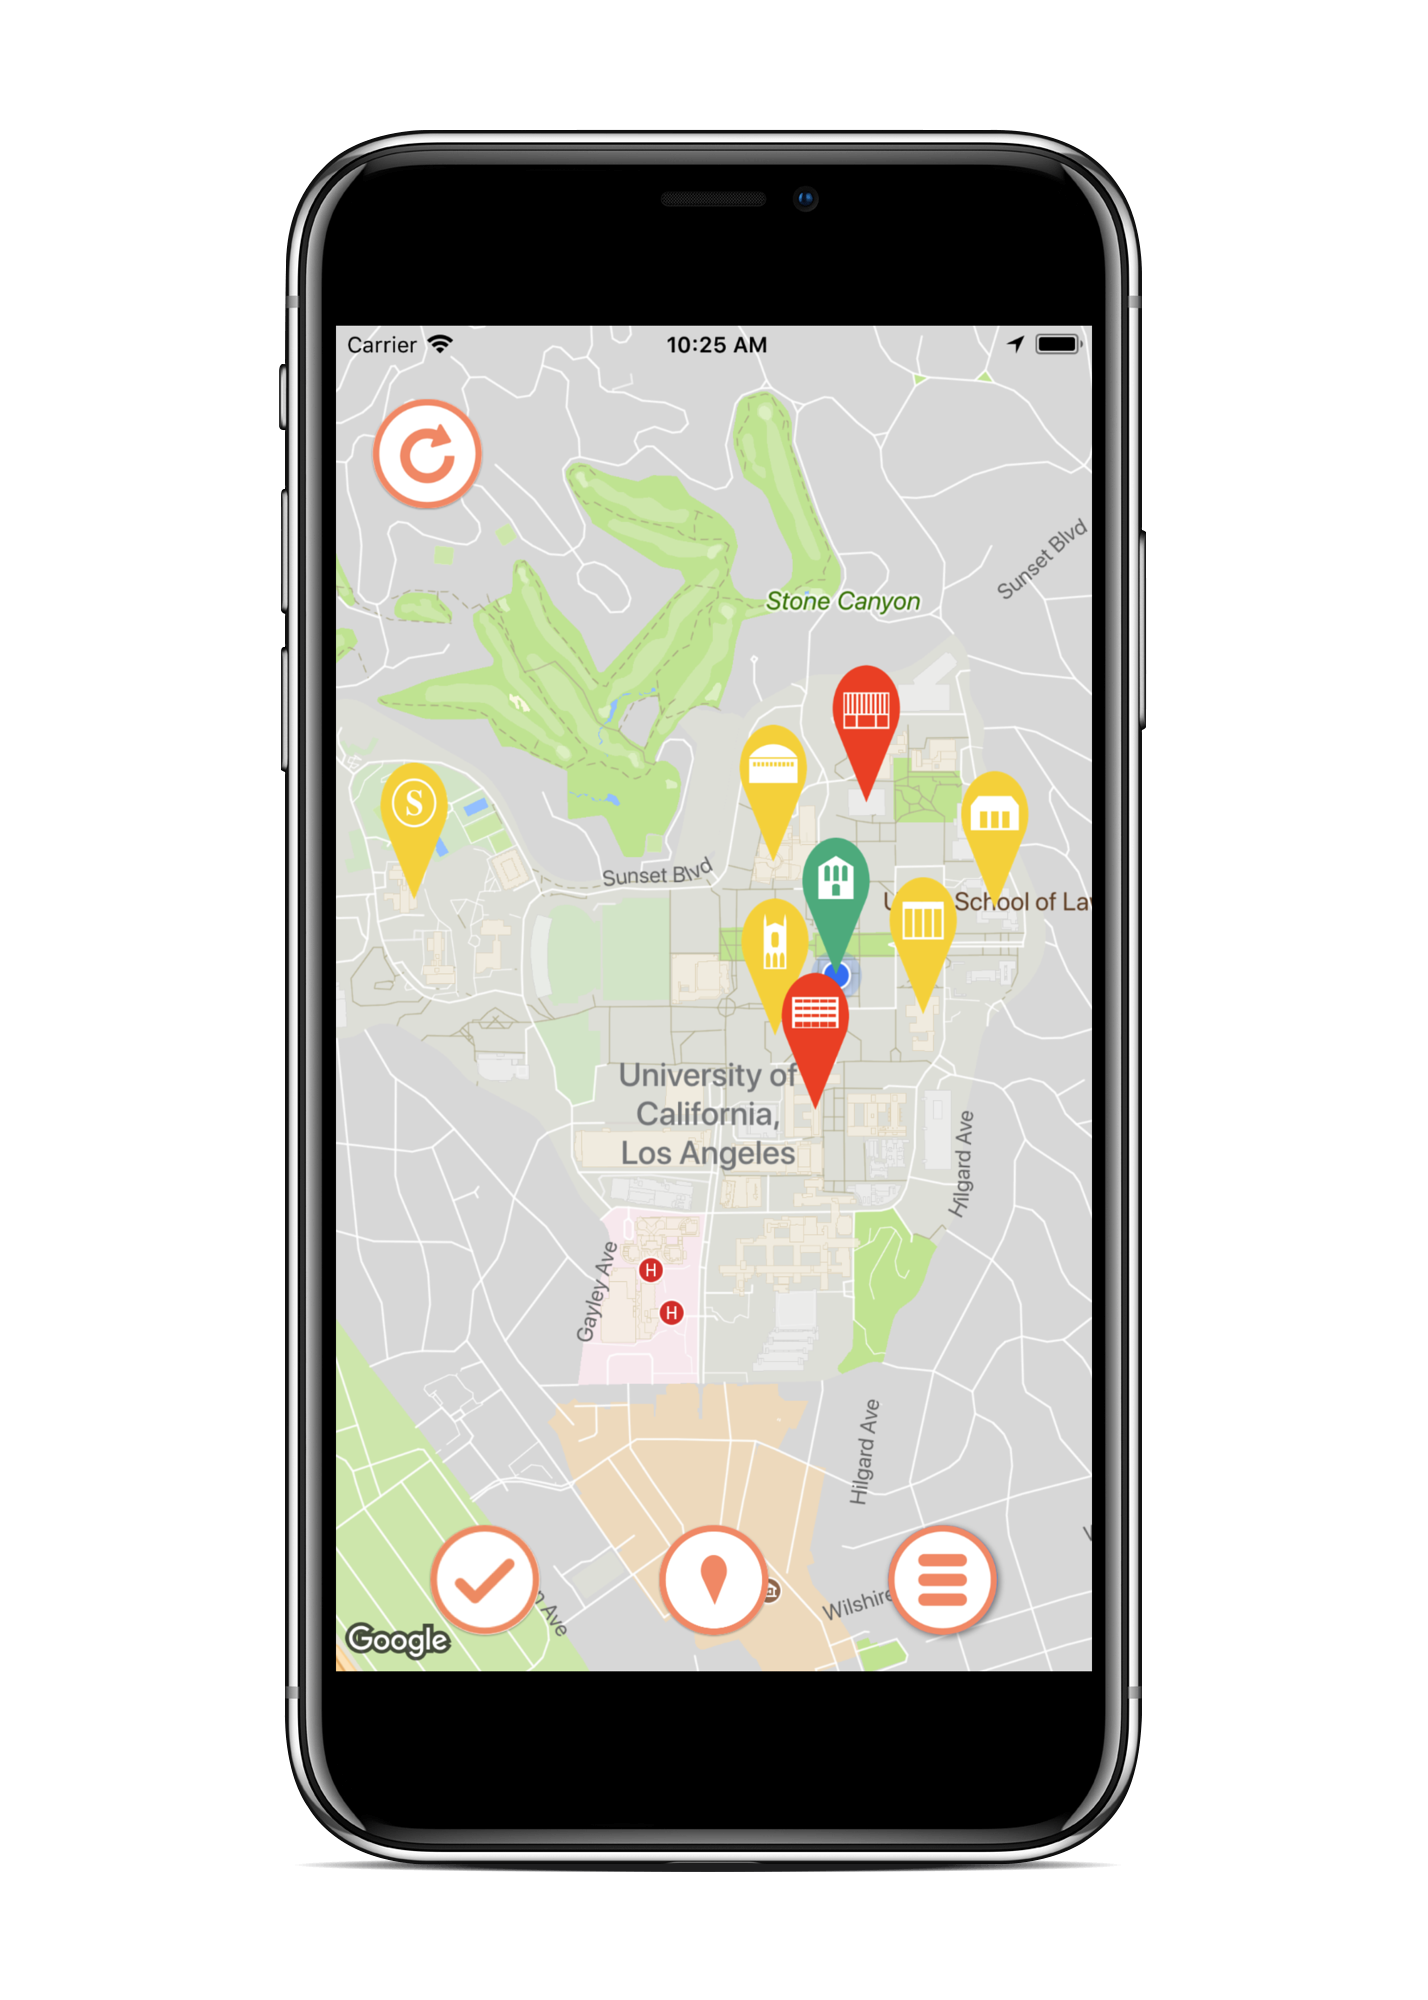 Carrier
10:25 AM
Sunset Blvd
Stone Canyon
S
Sunset Blvd
School of
University of
California,
Los Angeles
Hilgard Ave
Gayley Ave
H
H
Hilgard Ave
Wilshire
Ave
Google